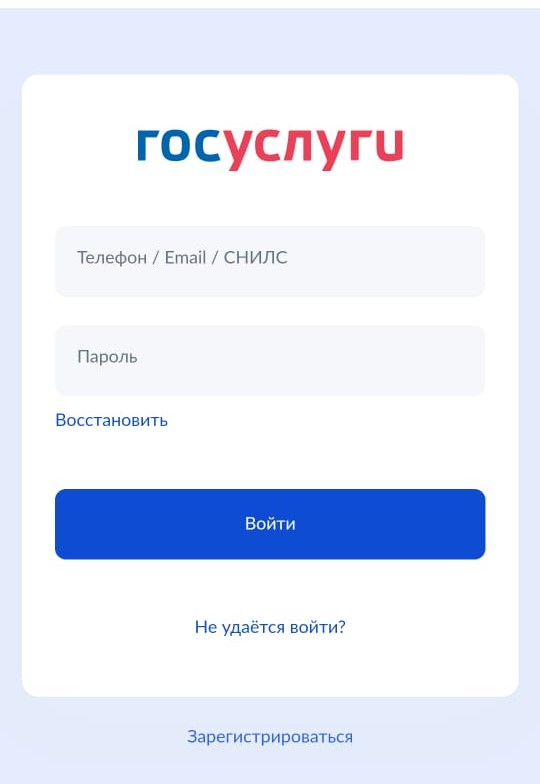 госуслуги
Телефон / Email / СНИЛС
Пароль
Восстановить
Войти
Не удаётся войти?
Зарегистрироваться